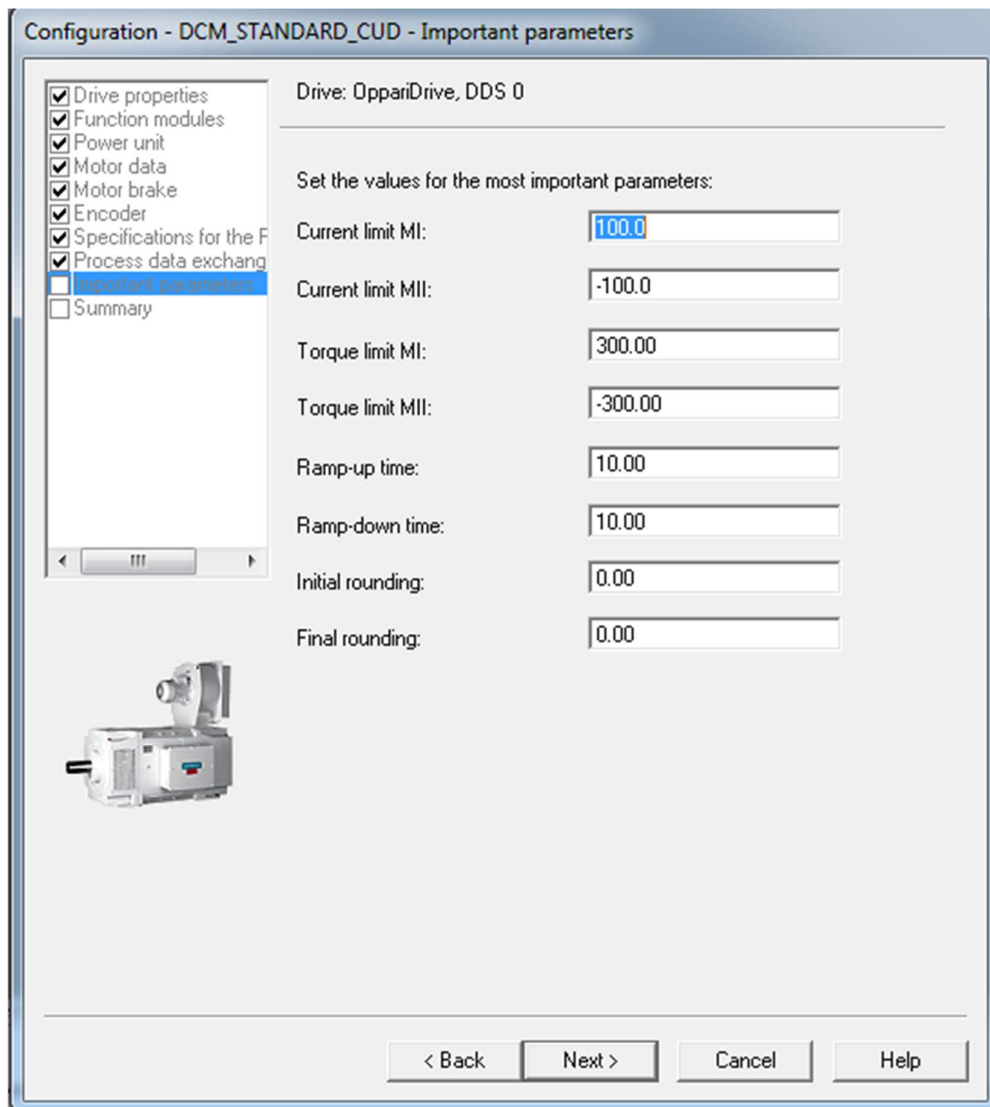 Configuration - DCM_STANDARD_CUD - Important parameters
Drive properties
Function modules
Power unit
Motor data
Motor brake
Encoder
Specifications for the F
Process data exchang
Important parameters
Summary
Drive: OppariDrive, DDS 0
Set the values for the most important parameters:
Current limit MI: 100.0
Current limit MII: -100.0
Torque limit MI: 300.00
Torque limit MII: -300.00
Ramp-up time: 10.00
Ramp-down time: 10.00
Initial rounding: 0.00
Final rounding: 0.00
< Back Next > Cancel Help